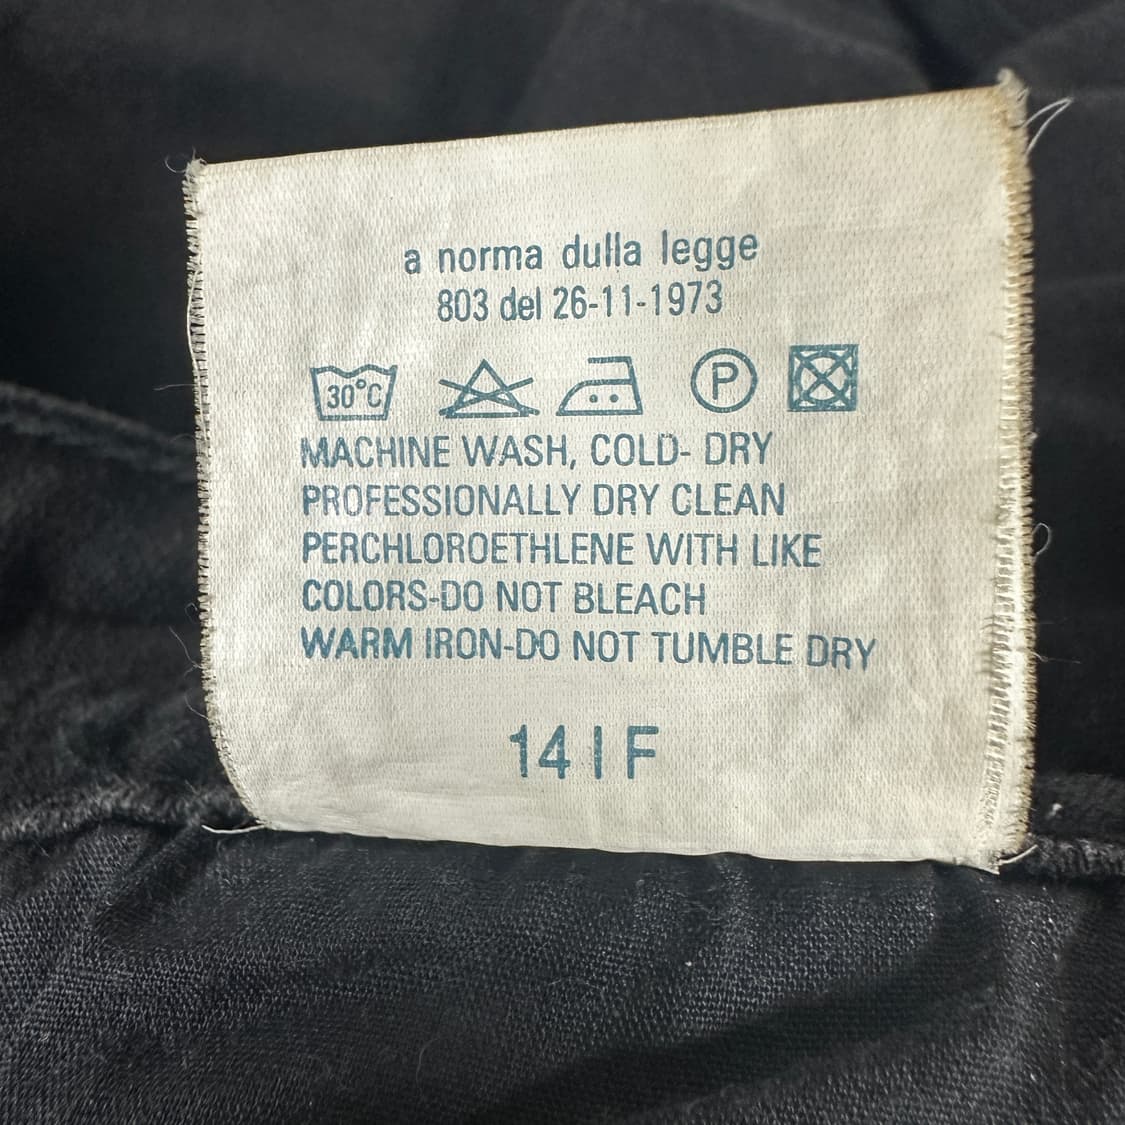 a norma dulla legge
803 del 26-11-1973
30°C P
MACHINE WASH, COLD- DRY
PROFESSIONALLY DRY CLEAN
PERCHLOROETHLENE WITH LIKE
COLORS-DO NOT BLEACH
WARM IRON-DO NOT TUMBLE DRY
14 I F